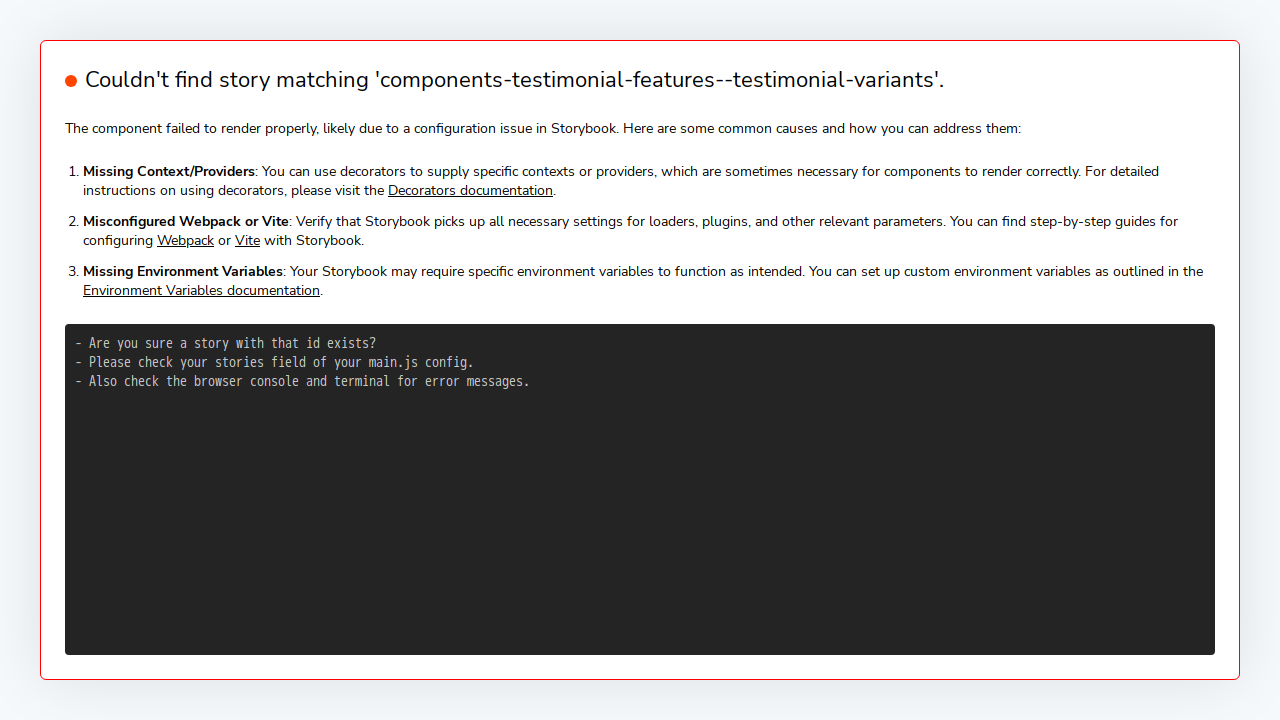 Couldn't find story matching 'components-testimonial-features--testimonial-variants'.
The component failed to render properly, likely due to a configuration issue in Storybook. Here are some common causes and how you can address them:
1. Missing Context/Providers: You can use decorators to supply specific contexts or providers, which are sometimes necessary for components to render correctly. For detailed
instructions on using decorators, please visit the Decorators documentation.
2. Misconfigured Webpack or Vite: Verify that Storybook picks up all necessary settings for loaders, plugins, and other relevant parameters. You can find step-by-step guides for
configuring Webpack or Vite with Storybook.
3. Missing Environment Variables: Your Storybook may require specific environment variables to function as intended. You can set up custom environment variables as outlined in the
Environment Variables documentation.
- Are you sure a story with that id exists?
- Please check your stories field of your main.js config.
- Also check the browser console and terminal for error messages.